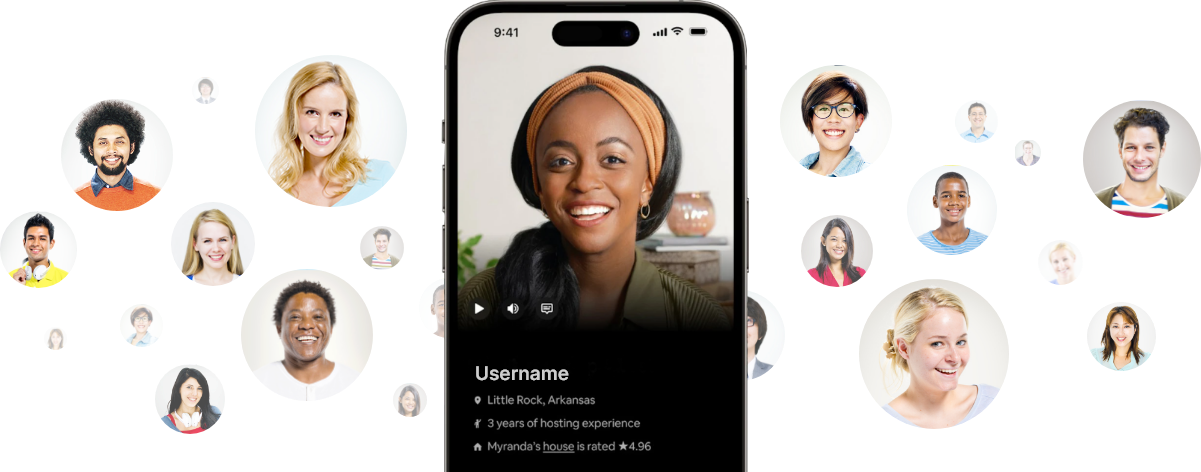 9:41
Username
Little Rock, Arkansas
3 years of hosting experience
Myranda's house is rated ★4.96